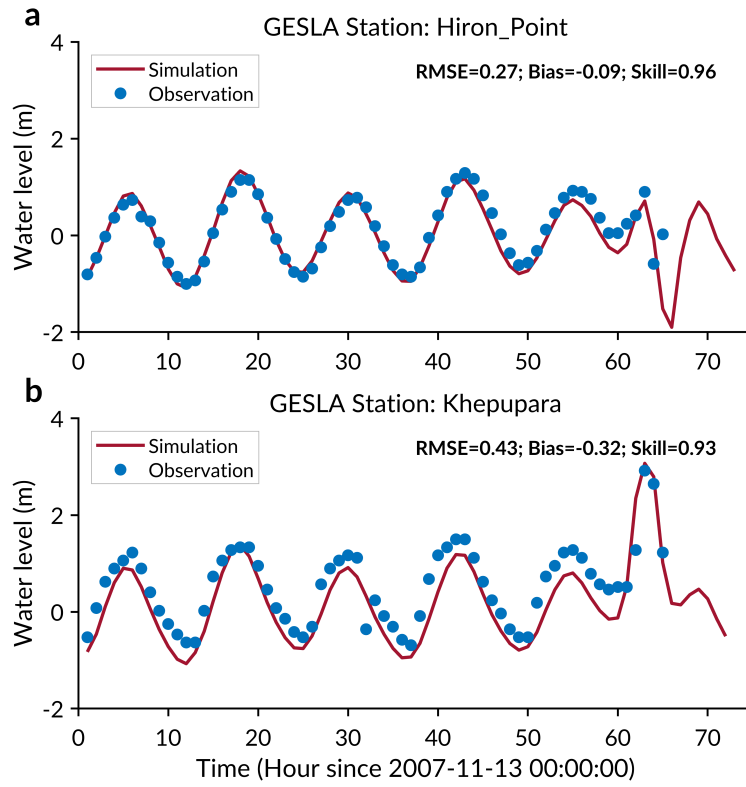 a
GESLA Station: Hiron_Point
RMSE=0.27; Bias=-0.09; Skill=0.96
Simulation
Observation
Water level (m)
4
2
0
-2
0 10 20 30 40 50 60 70
b
GESLA Station: Khepupara
RMSE=0.43; Bias=-0.32; Skill=0.93
Simulation
Observation
Water level (m)
4
2
0
-2
0 10 20 30 40 50 60 70
Time (Hour since 2007-11-13 00:00:00)